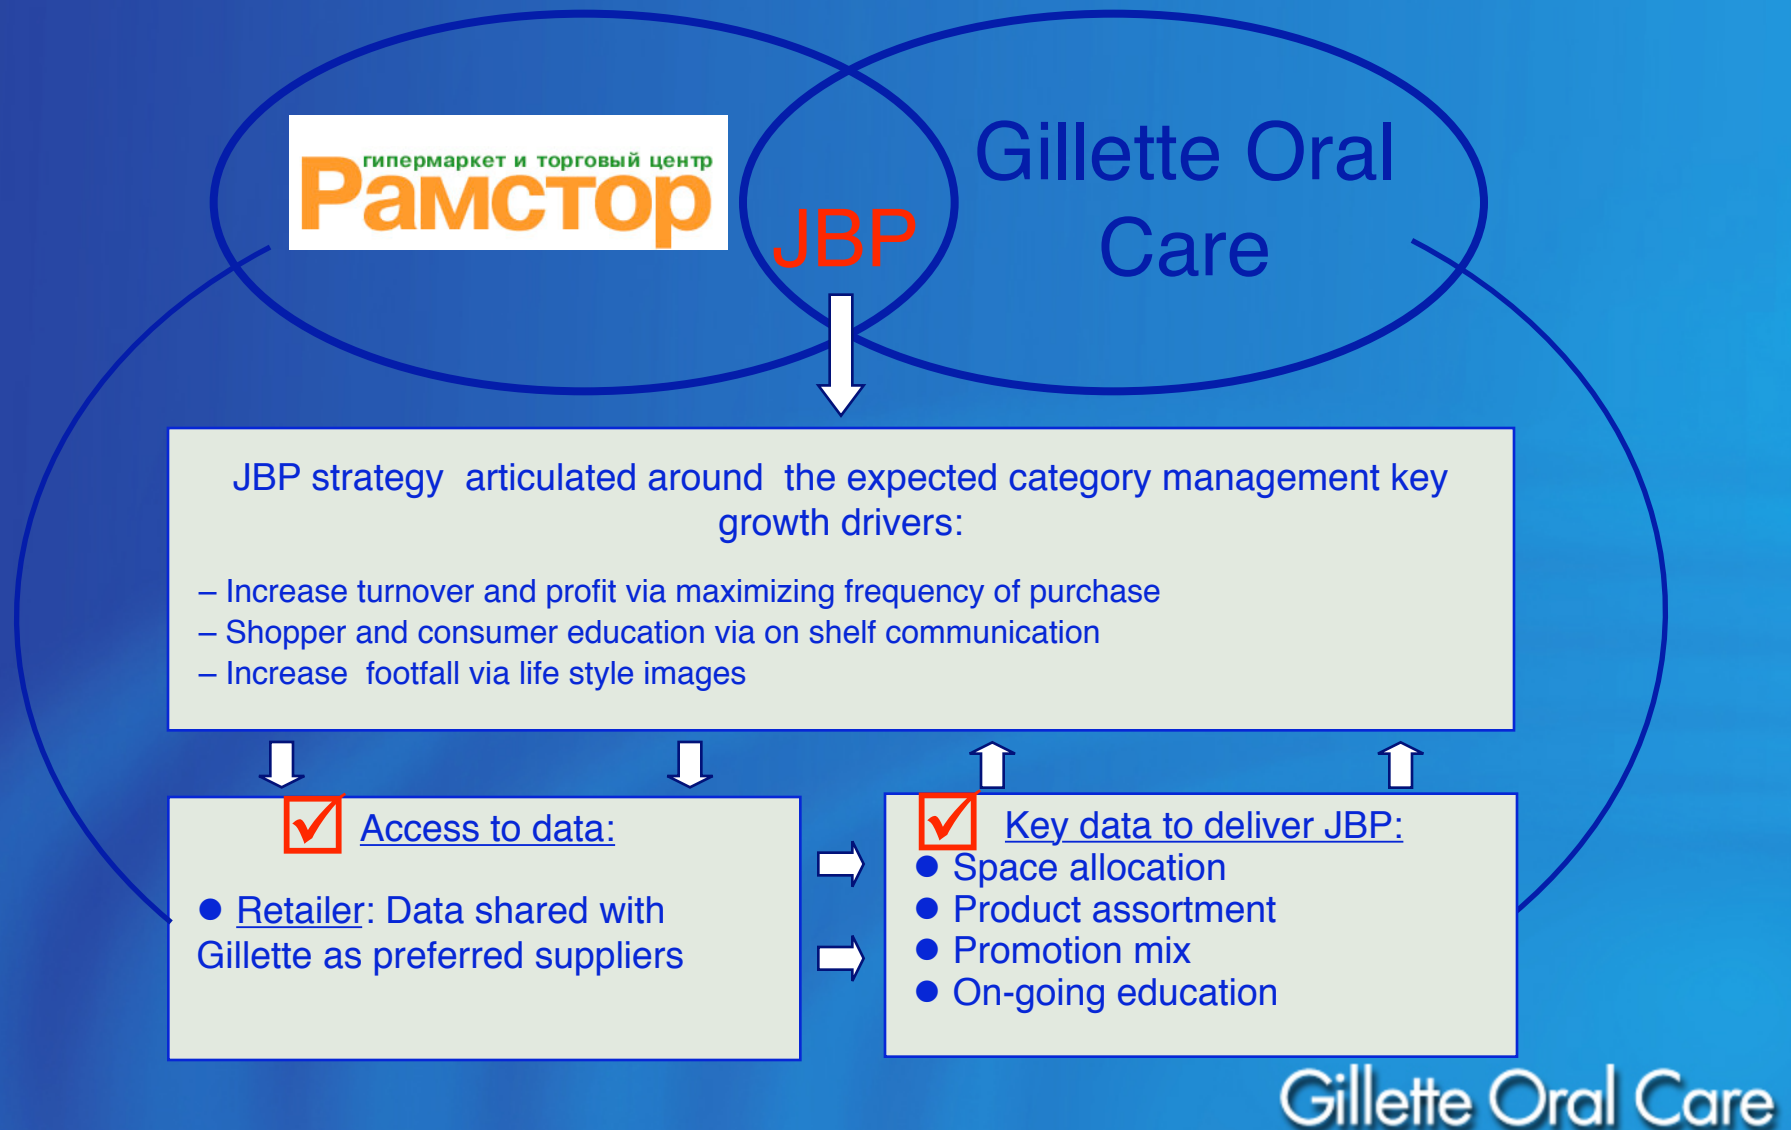 гипермаркет и торговый центр
Рамстор
JBP
Gillette Oral
Care
JBP strategy articulated around the expected category management key
growth drivers:
– Increase turnover and profit via maximizing frequency of purchase
– Shopper and consumer education via on shelf communication
– Increase footfall via life style images
Access to data:
● Retailer: Data shared with
Gillette as preferred suppliers
Key data to deliver JBP:
● Space allocation
● Product assortment
● Promotion mix
● On-going education
Gillette Oral Care